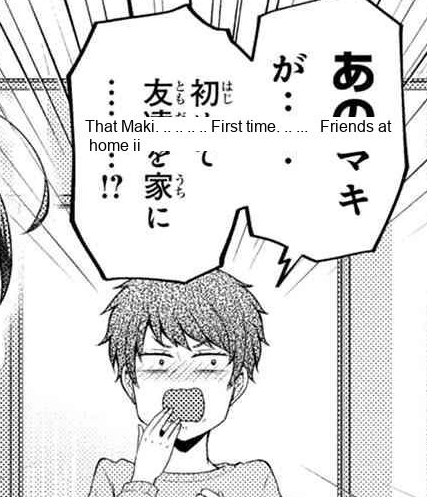 あのマキ
が…・
初めて
友達を家に
…………!?
That Maki. .. .. .. .. First time. .. ... Friends at
home ii